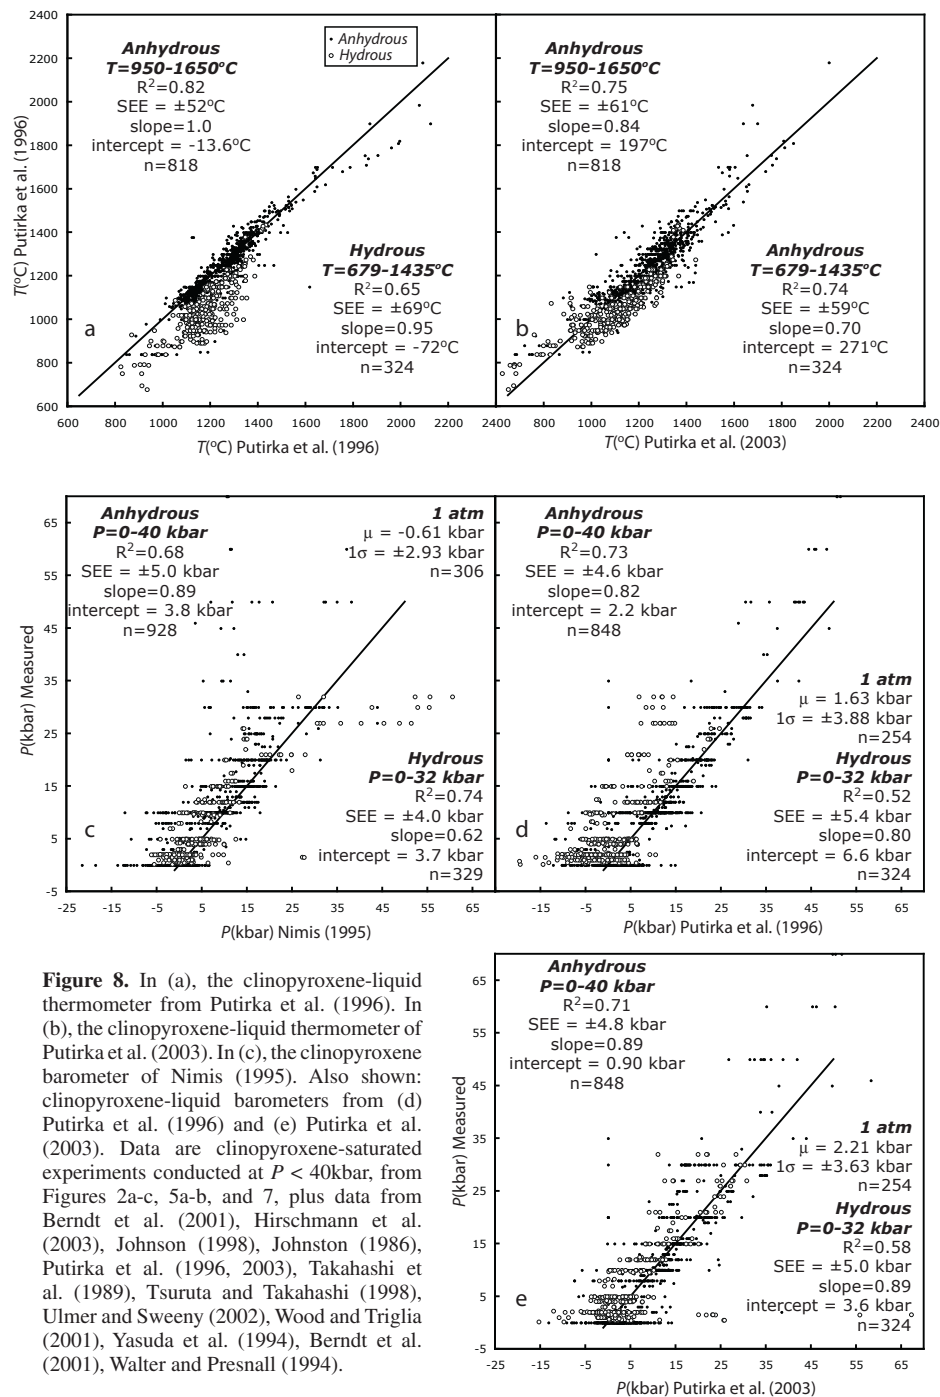 2400
2200
2000
1800
1600
1400
1200
1000
800
600
T(°C) Putirka et al. (1996)
Anhydrous
T=950-1650°C
R²=0.82
SEE = ±52°C
slope=1.0
intercept = -13.6°C
n=818
Anhydrous
Hydrous
Hydrous
T=679-1435°C
R²=0.65
SEE = ±69°C
slope=0.95
intercept = -72°C
n=324
a
600 800 1000 1200 1400 1600 1800 2000 2200 2400
T(°C) Putirka et al. (1996)
Anhydrous
T=950-1650°C
R²=0.75
SEE = ±61°C
slope=0.84
intercept = 197°C
n=818
Anhydrous
T=679-1435°C
R²=0.74
SEE = ±59°C
slope=0.70
intercept = 271°C
n=324
b
800 1000 1200 1400 1600 1800 2000 2200 2400
T(°C) Putirka et al. (2003)
65
55
45
35
25
15
5
-5
P(kbar) Measured
Anhydrous
P=0-40 kbar
R²=0.68
SEE = ±5.0 kbar
slope=0.89
intercept = 3.8 kbar
n=928
1 atm
μ = -0.61 kbar
1σ = ±2.93 kbar
n=306
Hydrous
P=0-32 kbar
R²=0.74
SEE = ±4.0 kbar
slope=0.62
intercept = 3.7 kbar
n=329
c
-25 -15 -5 5 15 25 35 45 55 65
P(kbar) Nimis (1995)
Anhydrous
P=0-40 kbar
R²=0.73
SEE = ±4.6 kbar
slope=0.82
intercept = 2.2 kbar
n=848
1 atm
μ = 1.63 kbar
1σ = ±3.88 kbar
n=254
Hydrous
P=0-32 kbar
R²=0.52
SEE = ±5.4 kbar
slope=0.80
intercept = 6.6 kbar
n=324
d
-15 -5 5 15 25 35 45 55 65
P(kbar) Putirka et al. (1996)
Figure 8. In (a), the clinopyroxene-liquid
thermometer from Putirka et al. (1996). In
(b), the clinopyroxene-liquid thermometer of
Putirka et al. (2003). In (c), the clinopyroxene
barometer of Nimis (1995). Also shown:
clinopyroxene-liquid barometers from (d)
Putirka et al. (1996) and (e) Putirka et al.
(2003). Data are clinopyroxene-saturated
experiments conducted at P < 40kbar, from
Figures 2a-c, 5a-b, and 7, plus data from
Berndt et al. (2001), Hirschmann et al.
(2003), Johnson (1998), Johnston (1986),
Putirka et al. (1996, 2003), Takahashi et
al. (1989), Tsuruta and Takahashi (1998),
Ulmer and Sweeny (2002), Wood and Triglia
(2001), Yasuda et al. (1994), Berndt et al.
(2001), Walter and Presnall (1994).
65
55
45
35
25
15
5
-5
P(kbar) Measured
Anhydrous
P=0-40 kbar
R²=0.71
SEE = ±4.8 kbar
slope=0.89
intercept = 0.90 kbar
n=848
1 atm
μ = 2.21 kbar
1σ = ±3.63 kbar
n=254
Hydrous
P=0-32 kbar
R²=0.58
SEE = ±5.0 kbar
slope=0.89
intercept = 3.6 kbar
n=324
e
-25 -15 -5 5 15 25 35 45 55 65
P(kbar) Putirka et al. (2003)